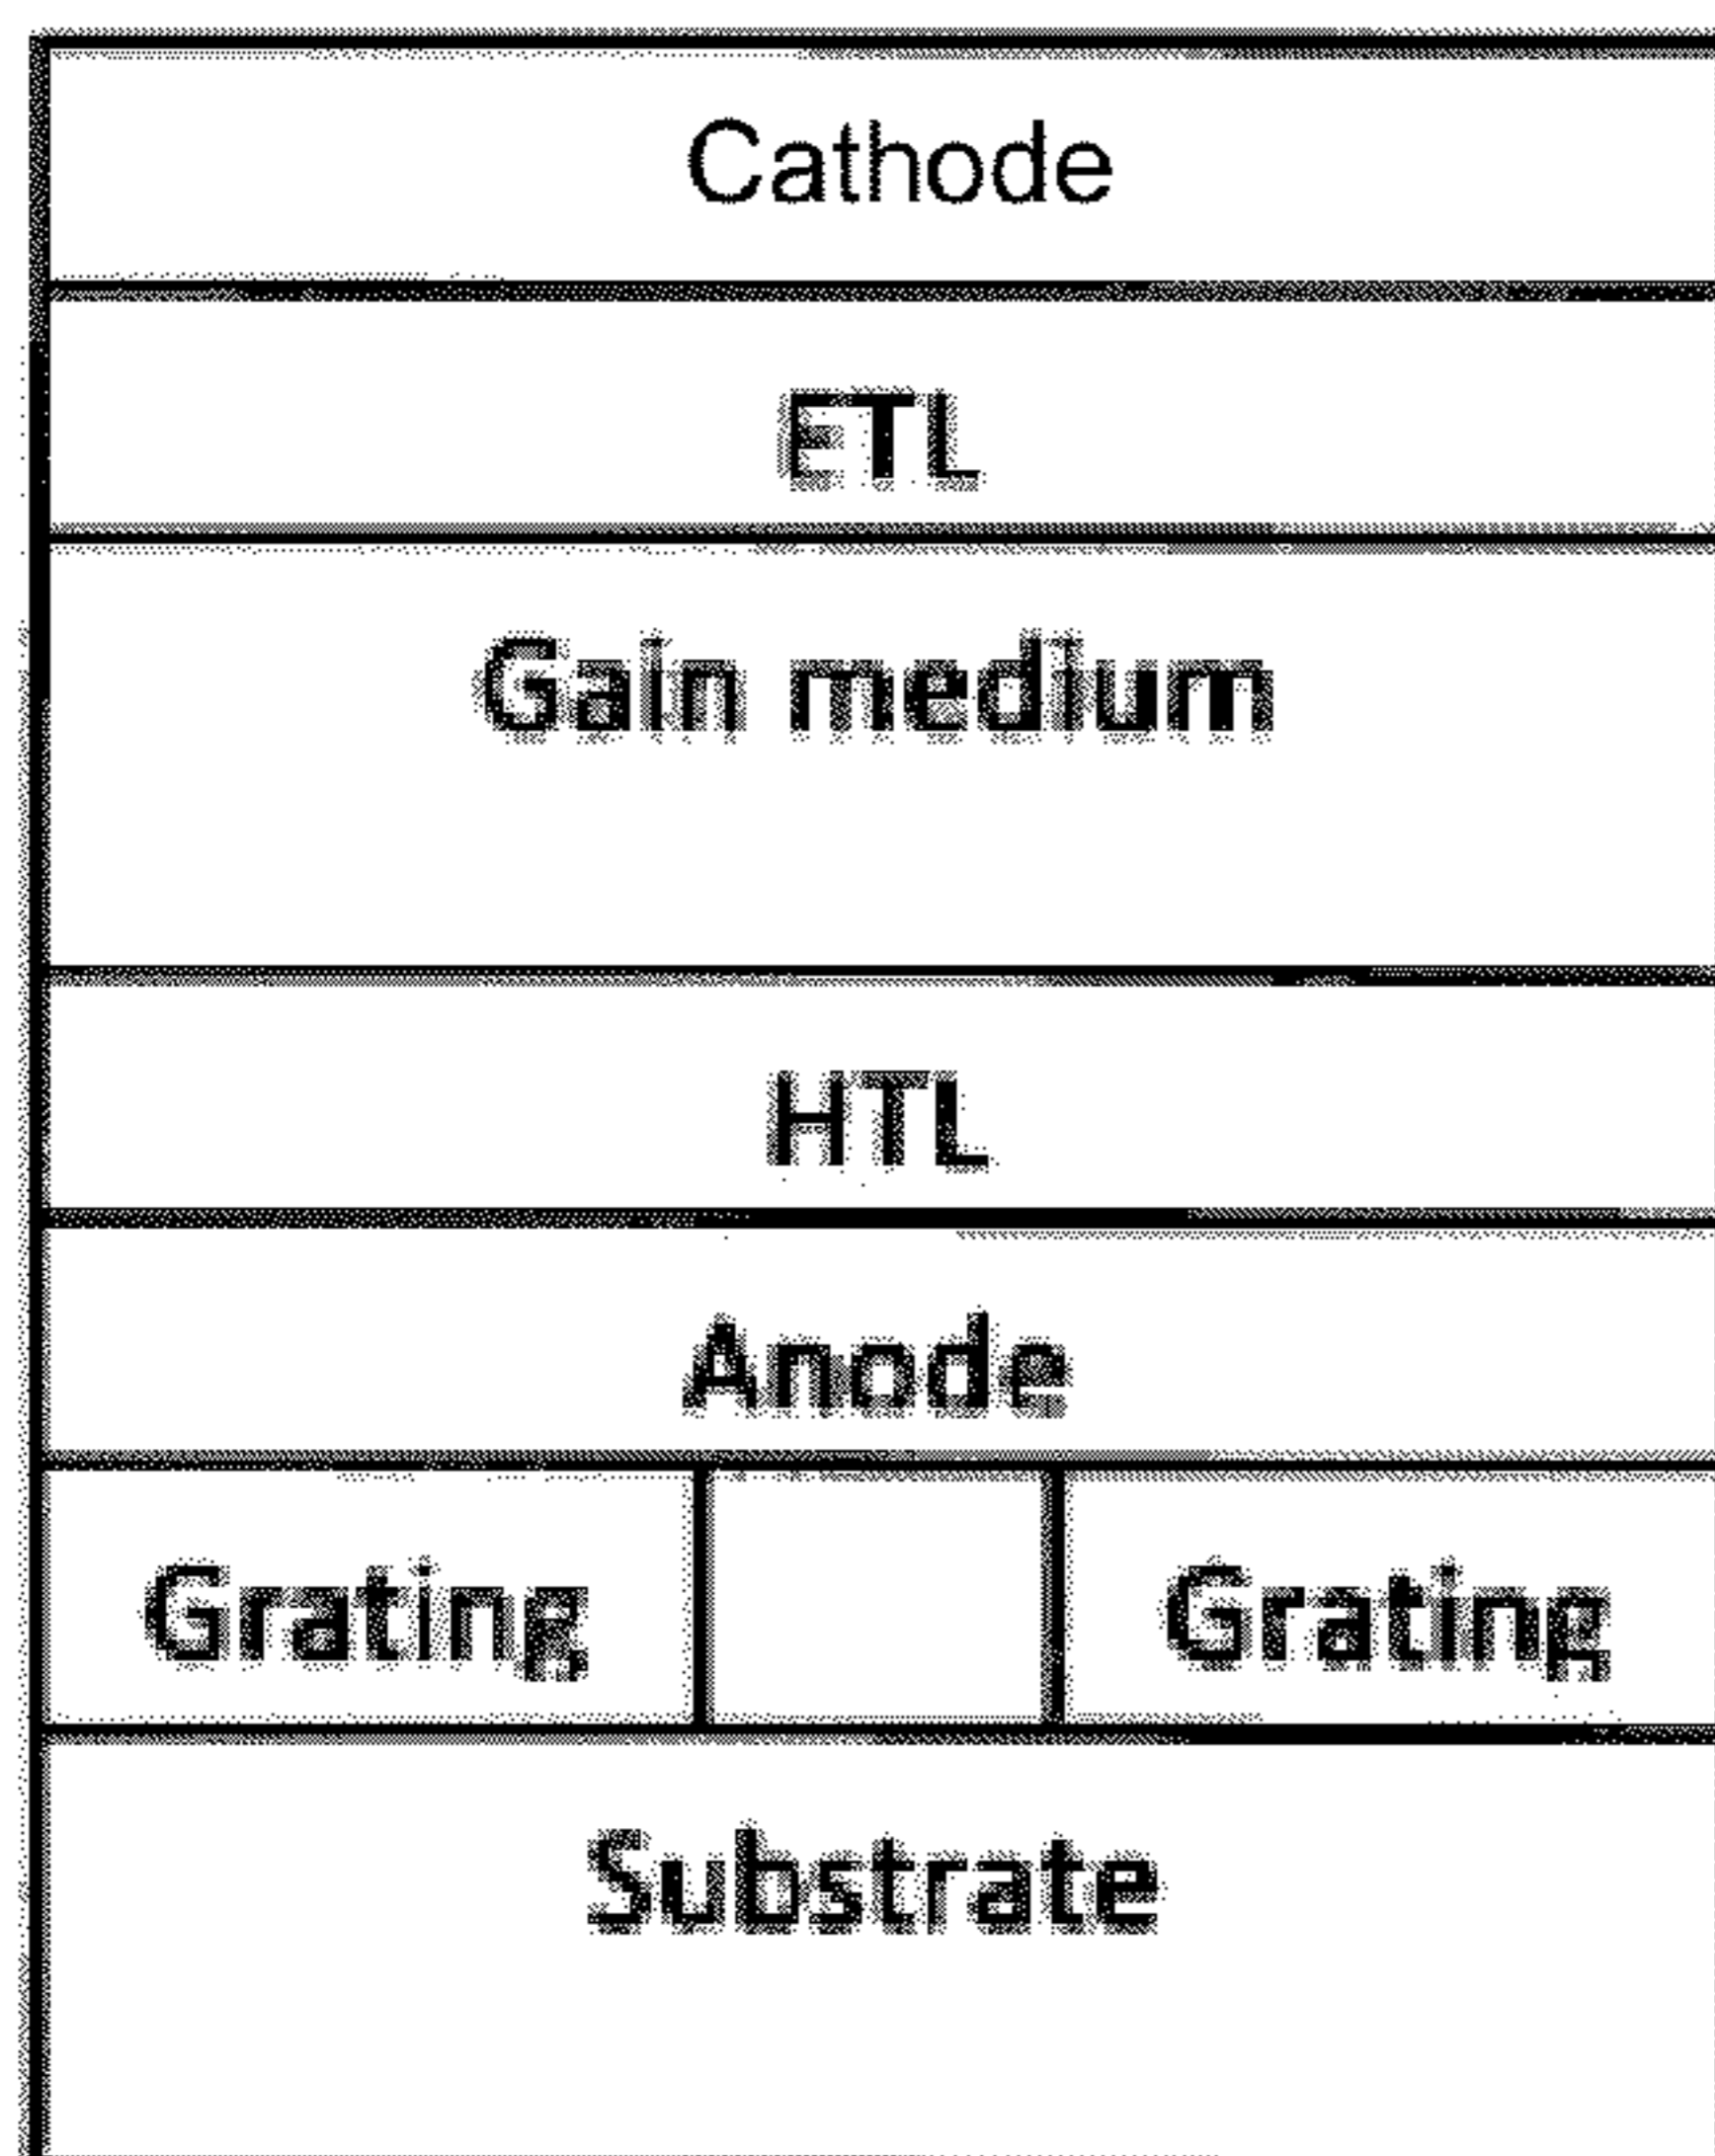 Cathode
ETL
Gain medium
HTL
Anode
Grating Grating
Substrate